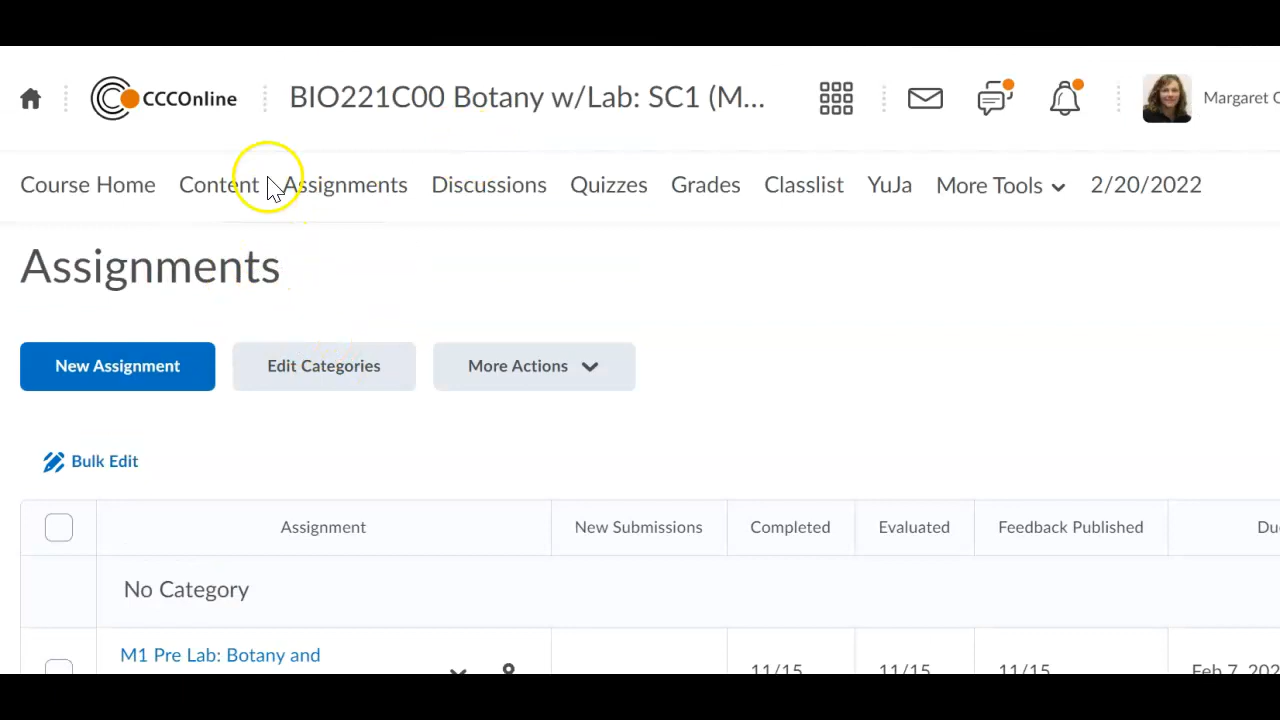 CCCOnline
BIO221C00 Botany w/Lab: SC1 (M...
Margaret
Course Home Content Assignments Discussions Quizzes Grades Classlist YuJa More Tools 2/20/2022
Assignments
New Assignment Edit Categories More Actions
Bulk Edit
Assignment New Submissions Completed Evaluated Feedback Published
No Category
M1 Pre Lab: Botany and
11/15 11/15 11/15 Feb 7,